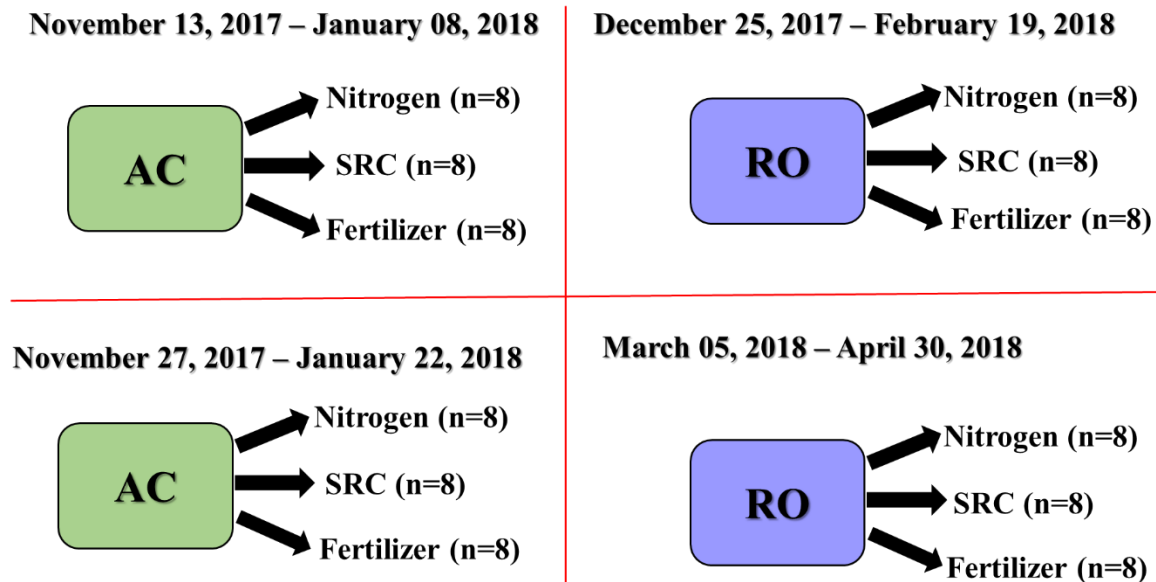 November 13, 2017 – January 08, 2018
AC
Nitrogen (n=8)
SRC (n=8)
Fertilizer (n=8)
December 25, 2017 – February 19, 2018
RO
Nitrogen (n=8)
SRC (n=8)
Fertilizer (n=8)
November 27, 2017 – January 22, 2018
AC
Nitrogen (n=8)
SRC (n=8)
Fertilizer (n=8)
March 05, 2018 – April 30, 2018
RO
Nitrogen (n=8)
SRC (n=8)
Fertilizer (n=8)